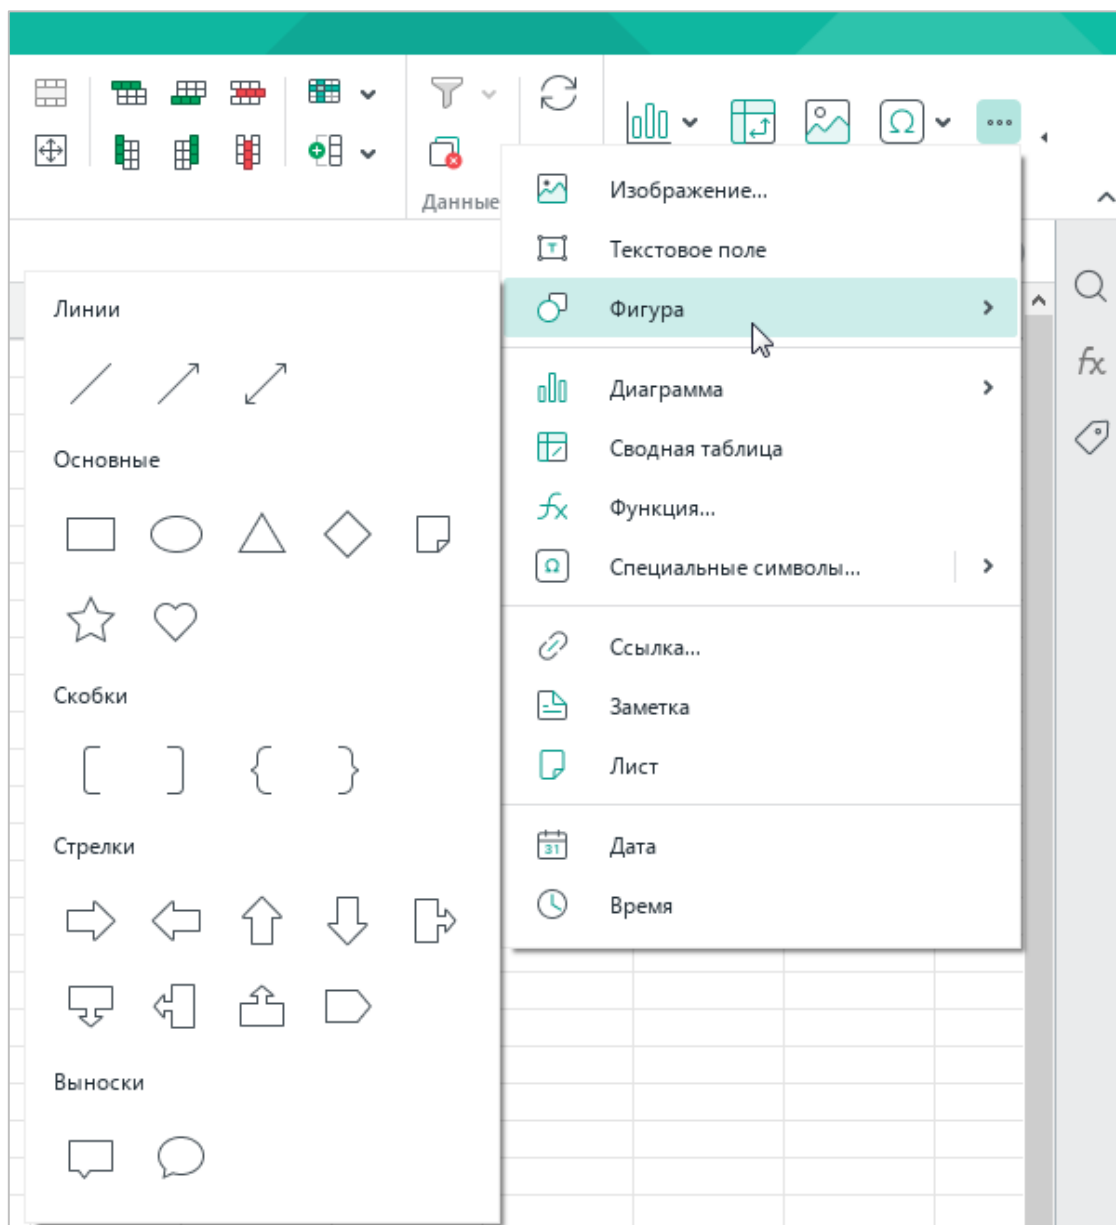 Данные
Изображение...
Текстовое поле
Фигура
Диаграмма
Сводная таблица
Функция...
Специальные символы...
Ссылка...
Заметка
Лист
31
Дата
Время
Линии
Основные
Скобки
Стрелки
Выноски